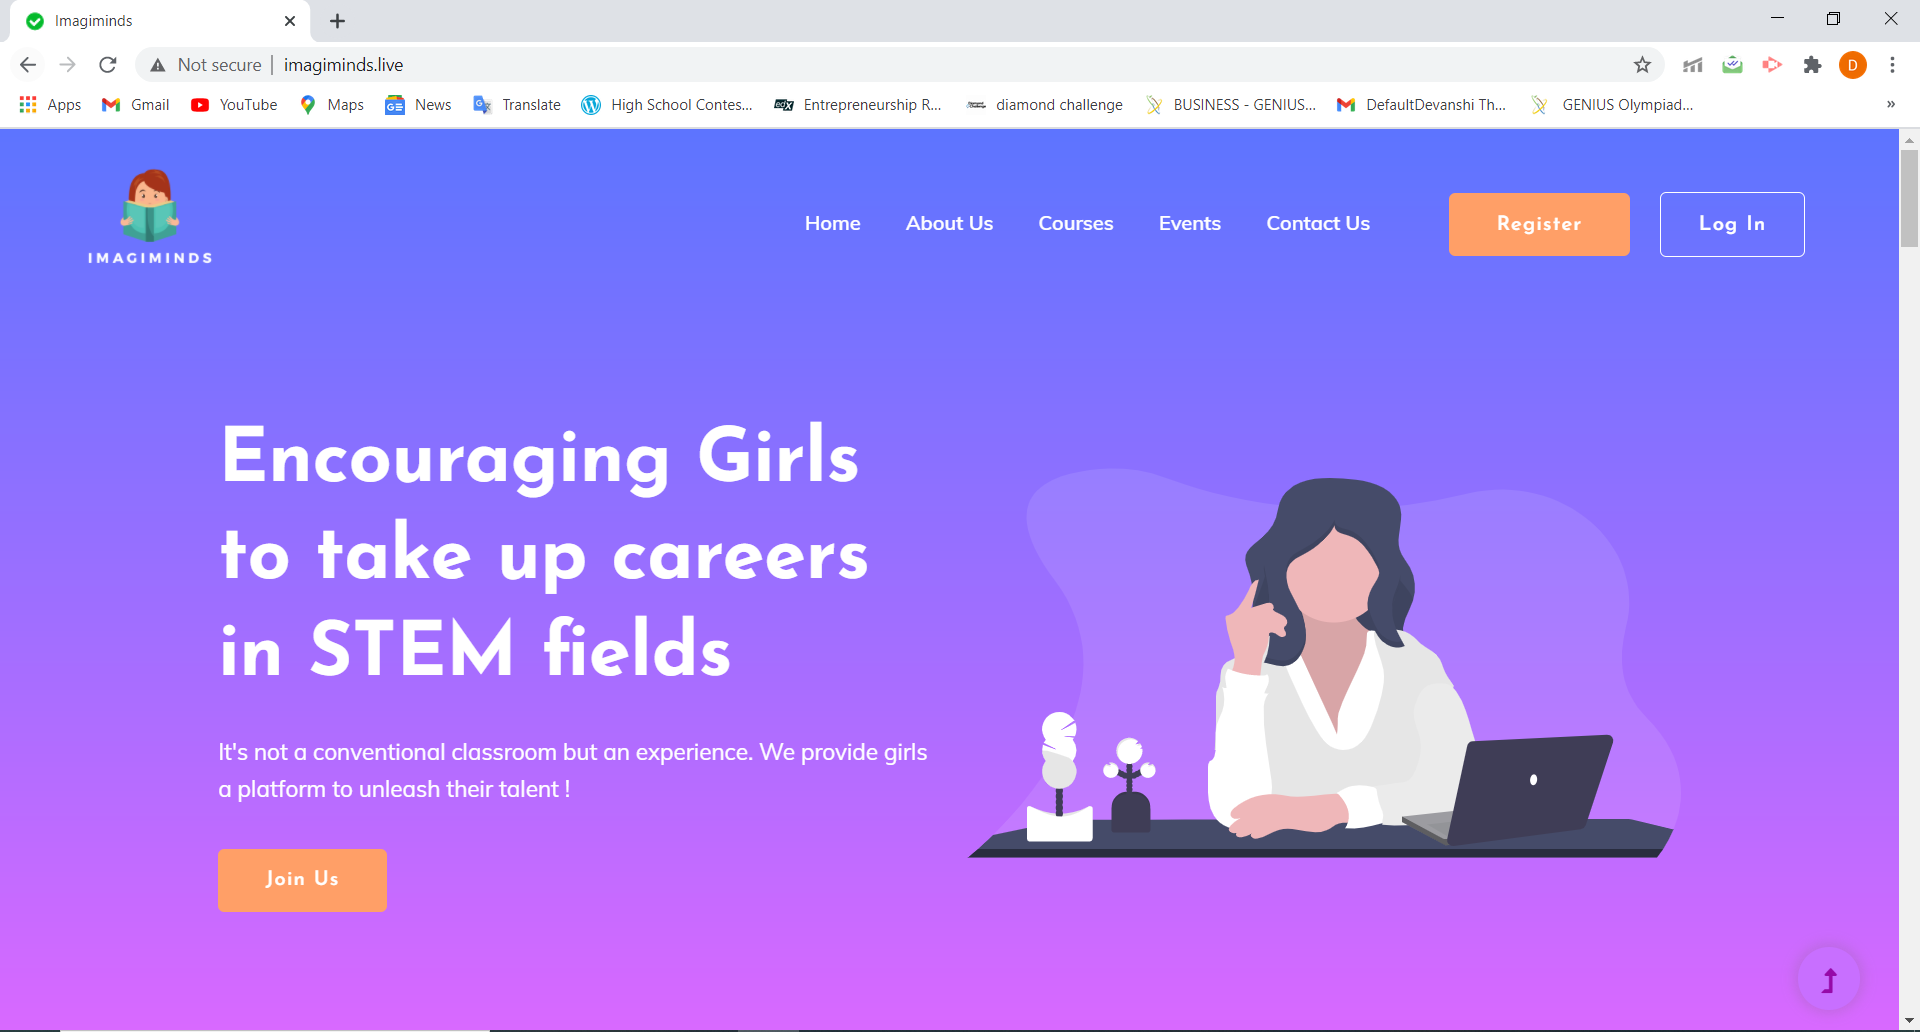 Imagiminds
Not secure | imagiminds.live
D
Apps Gmail YouTube Maps GE News Translate High School Contes... edX Entrepreneurship R... diamond challenge BUSINESS - GENIUS... DefaultDevanshi Th... GENIUS Olympiad... »
IMAGIMINDS
Home About Us Courses Events Contact Us Register Log In
Encouraging Girls
to take up careers
in STEM fields
It's not a conventional classroom but an experience. We provide girls
a platform to unleash their talent !
Join Us